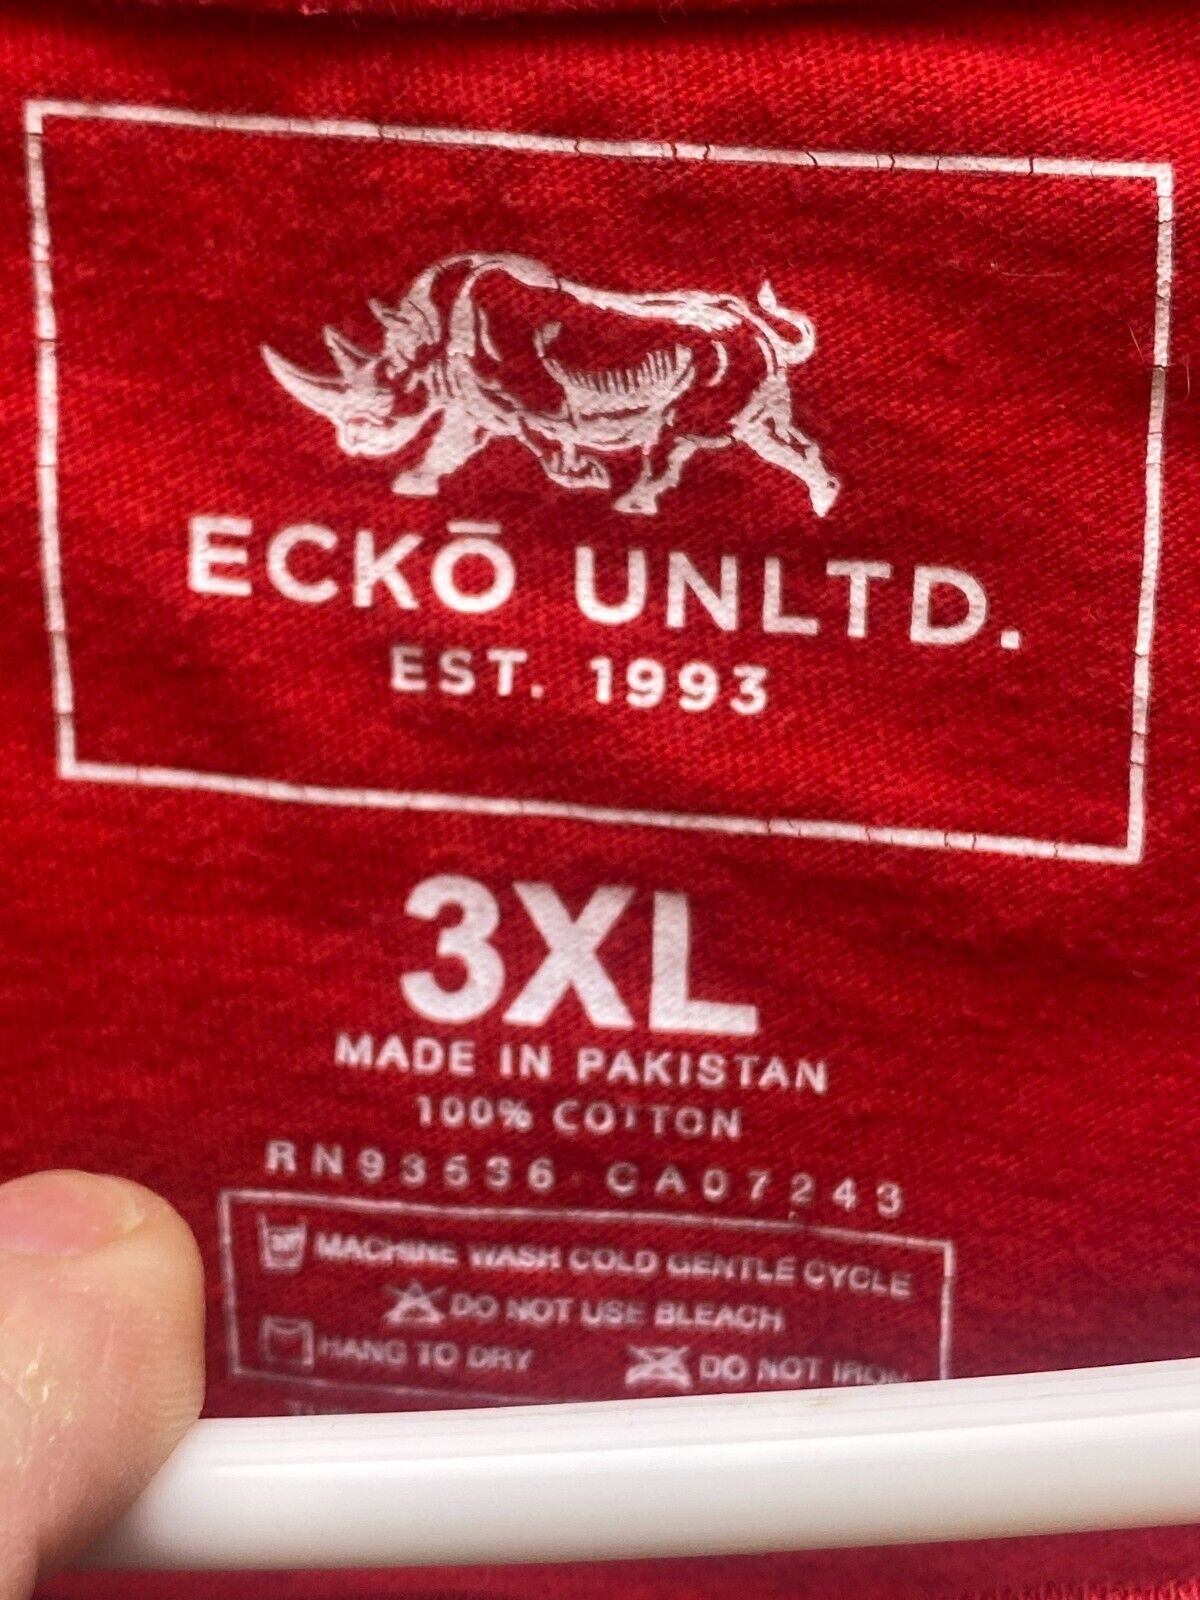 ECKŌ UNLTD.
EST. 1993
3XL
MADE IN PAKISTAN
100% COTTON
RN93536 CA07243
MACHINE WASH COLD GENTLE CYCLE
DO NOT USE BLEACH
HANG TO DRY DO NOT IRON